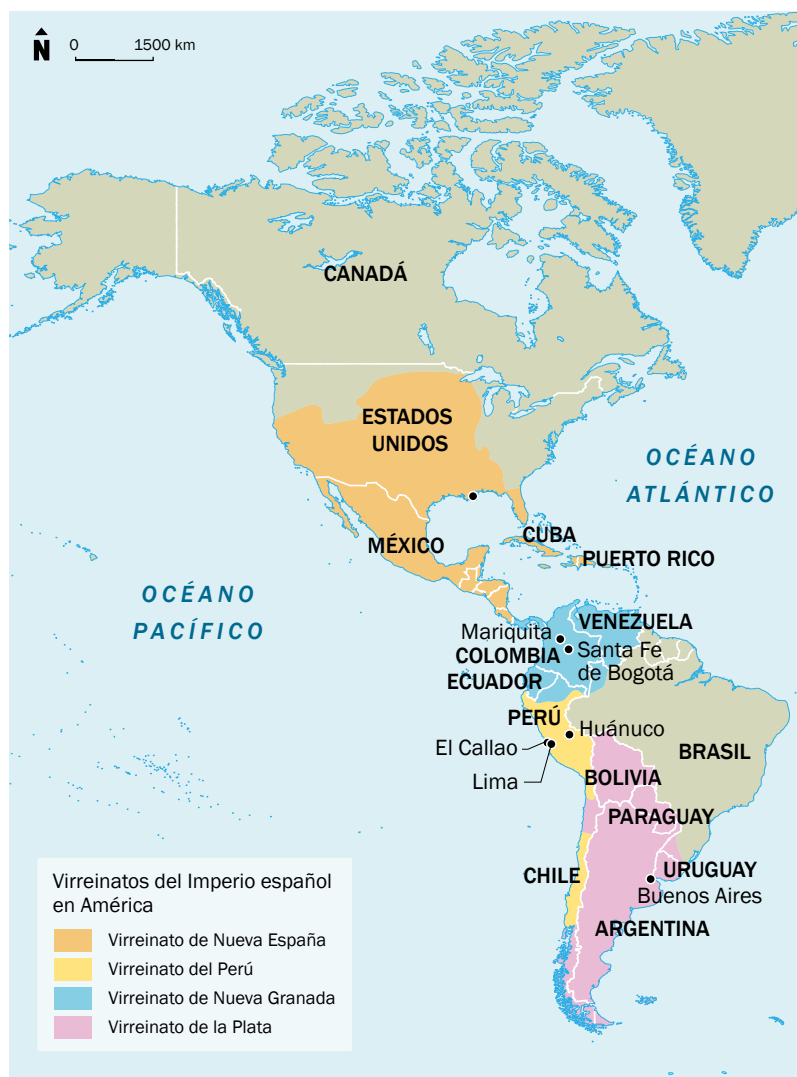 N
0 1500 km
CANADÁ
ESTADOS
UNIDOS
OCÉANO
ATLÁNTICO
MÉXICO
CUBA
PUERTO RICO
OCÉANO
PACÍFICO
VENEZUELA
Mariquita
COLOMBIA
Santa Fe
de Bogotá
ECUADOR
PERÚ
Huánuco
El Callao
BRASIL
Lima
BOLIVIA
PARAGUAY
CHILE
URUGUAY
Buenos Aires
ARGENTINA
Virreinatos del Imperio español
en América
Virreinato de Nueva España
Virreinato del Perú
Virreinato de Nueva Granada
Virreinato de la Plata